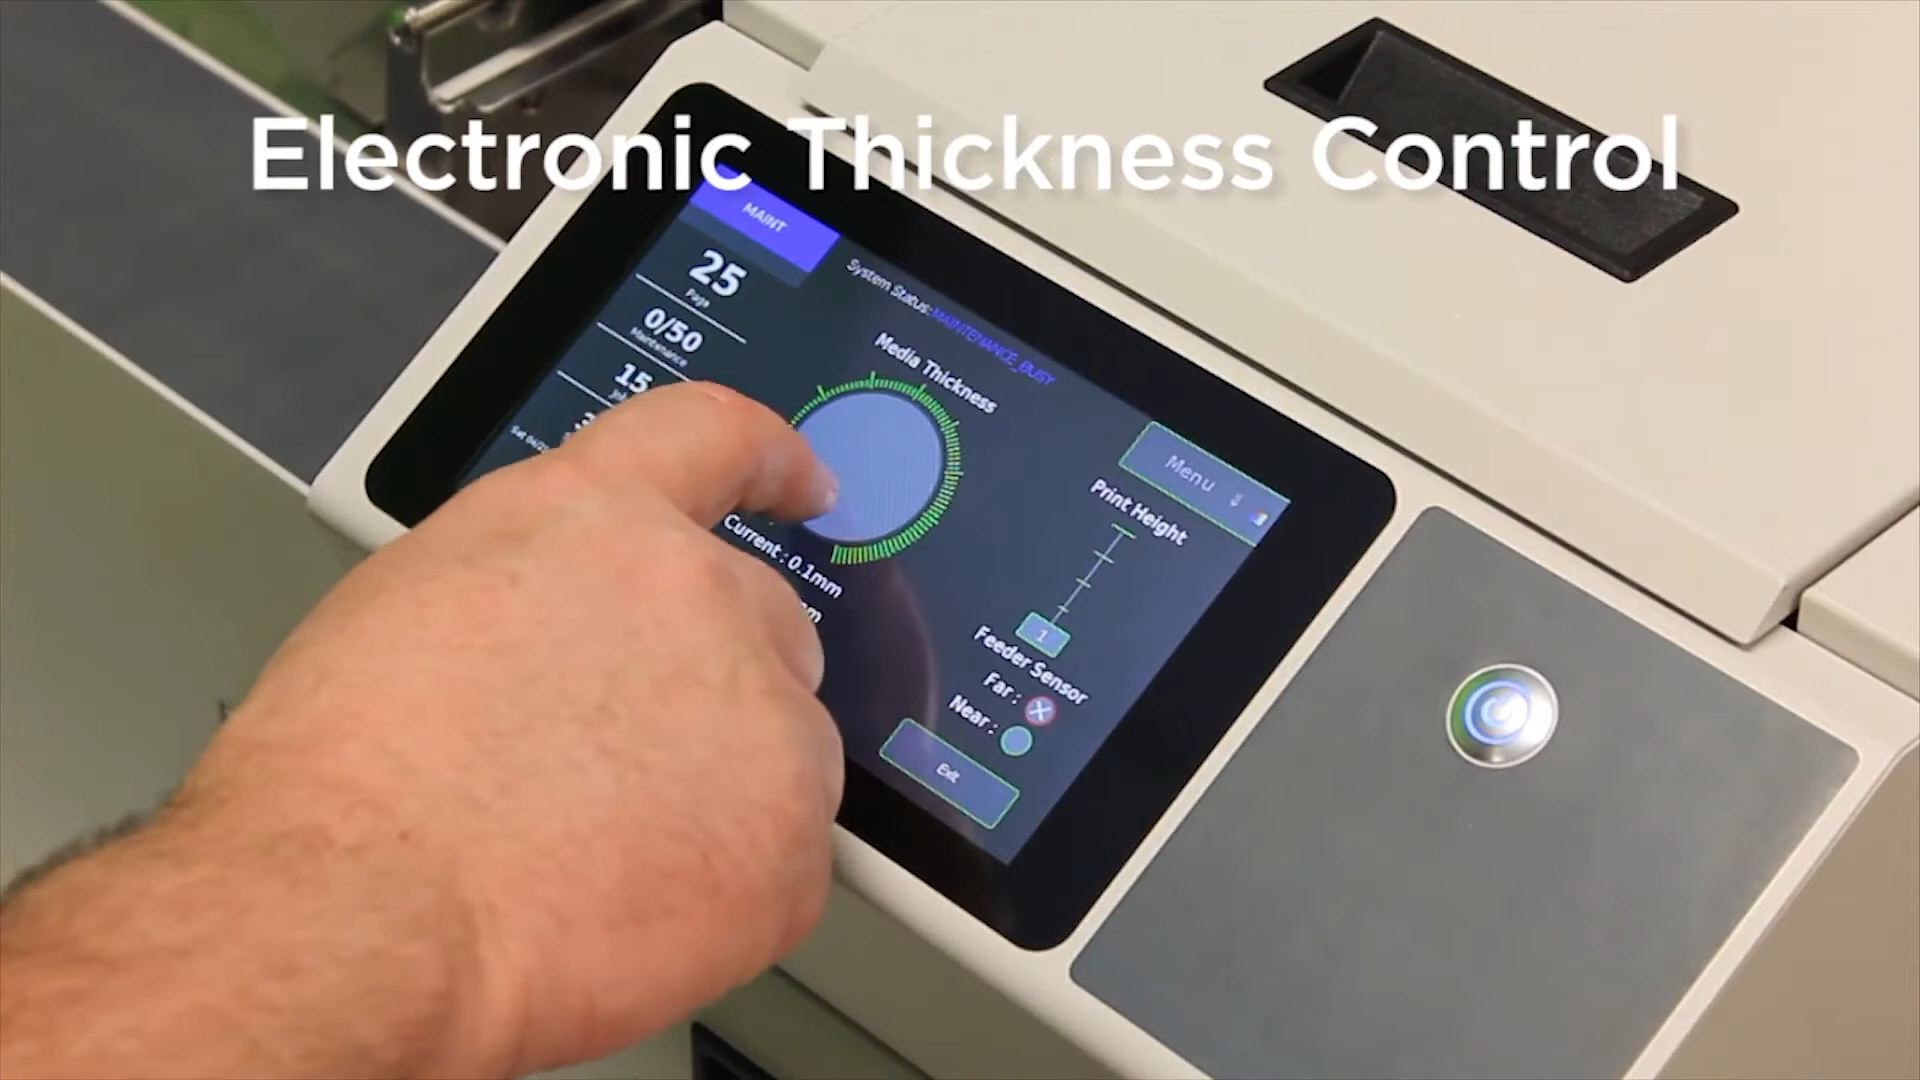 Electronic Thickness Control
MAINT
System Status: MAINTENANCE_BUSY
25
Page
0/50
Maintenance
15
Media Thickness
Current : 0.1mm
Menu
Print Height
1
Feeder Sensor
Far :
Near :
Exit